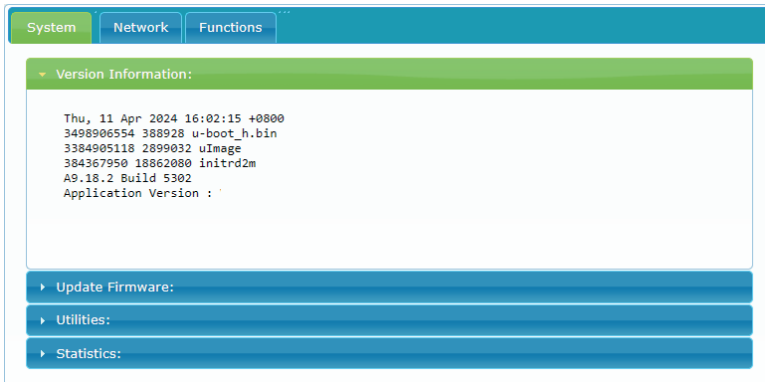 System Network Functions
Version Information:
Thu, 11 Apr 2024 16:02:15 +0800
3498906554 388928 u-boot_h.bin
3384905118 2899032 uImage
384367950 18862080 initrd2m
A9.18.2 Build 5302
Application Version :
Update Firmware:
Utilities:
Statistics: